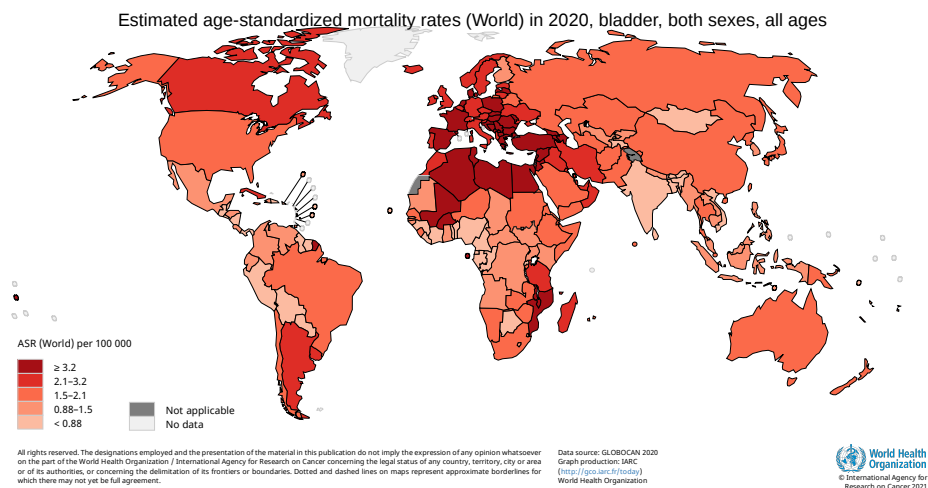 Estimated age-standardized mortality rates (World) in 2020, bladder, both sexes, all ages
ASR (World) per 100 000
≥ 3.2
2.1–3.2
1.5–2.1
0.88–1.5
< 0.88
Not applicable
No data
All rights reserved. The designations employed and the presentation of the material in this publication do not imply the expression of any opinion whatsoever
on the part of the World Health Organization / International Agency for Research on Cancer concerning the legal status of any country, territory, city or area
or of its authorities, or concerning the delimitation of its frontiers or boundaries. Dotted and dashed lines on maps represent approximate borderlines for
which there may not yet be full agreement.
Data source: GLOBOCAN 2020
Graph production: IARC
(http://gco.iarc.fr/today)
World Health Organization
World Health
Organization
© International Agency for
Research on Cancer 2021